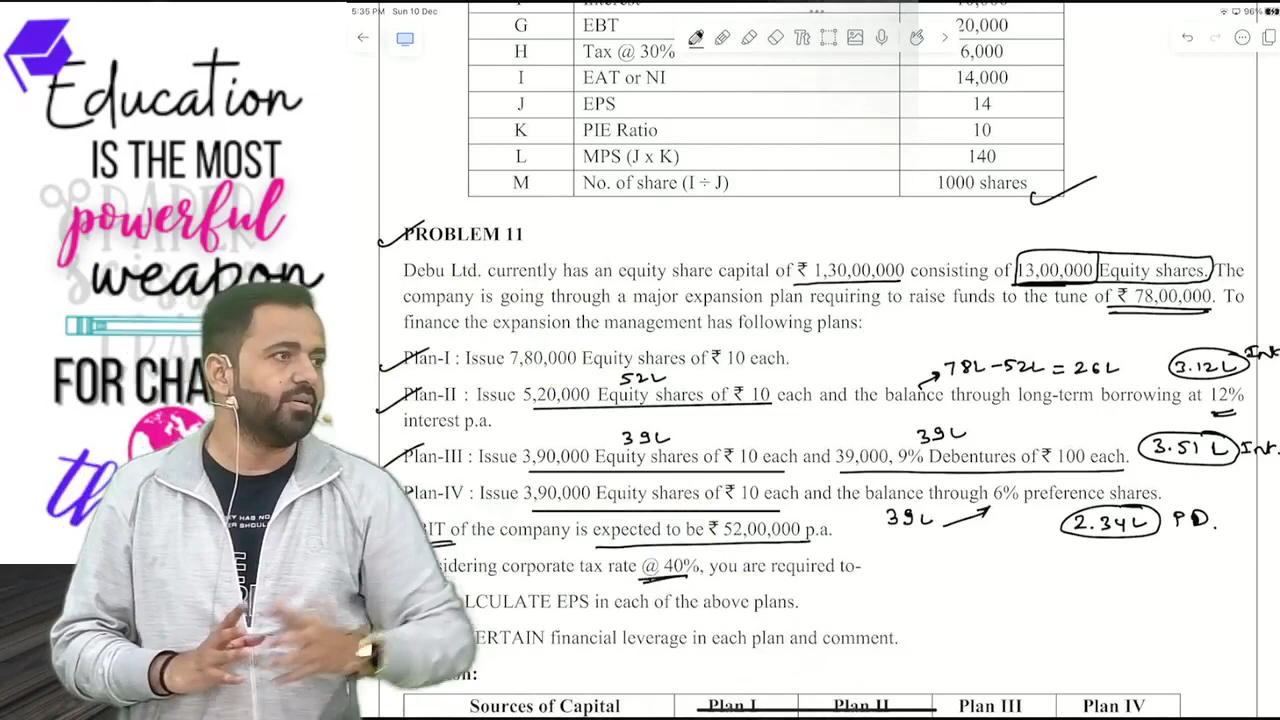 5:35 PM Sun 10 Dec
96%
Education
IS THE MOST
powerful
weapon
G EBT 20,000
H Tax @ 30% 6,000
I EAT or NI 14,000
J EPS 14
K PIE Ratio 10
L MPS (J x K) 140
M No. of share (I ÷ J) 1000 shares
PROBLEM 11
Debu Ltd. currently has an equity share capital of ₹ 1,30,00,000 consisting of 13,00,000 Equity shares. The
company is going through a major expansion plan requiring to raise funds to the tune of ₹ 78,00,000. To
finance the expansion the management has following plans:
Plan-I : Issue 7,80,000 Equity shares of ₹ 10 each.
52L
78L-52L = 26L
3.12L Int
Plan-II : Issue 5,20,000 Equity shares of ₹ 10 each and the balance through long-term borrowing at 12%
interest p.a.
39L
39L
3.51L Int.
Plan-III : Issue 3,90,000 Equity shares of ₹ 10 each and 39,000, 9% Debentures of ₹ 100 each.
Plan-IV : Issue 3,90,000 Equity shares of ₹ 10 each and the balance through 6% preference shares.
39L
2.34L PD.
IT of the company is expected to be ₹ 52,00,000 p.a.
sidering corporate tax rate @ 40%, you are required to-
LCULATE EPS in each of the above plans.
ERTAIN financial leverage in each plan and comment.
Sources of Capital Plan I Plan II Plan III Plan IV